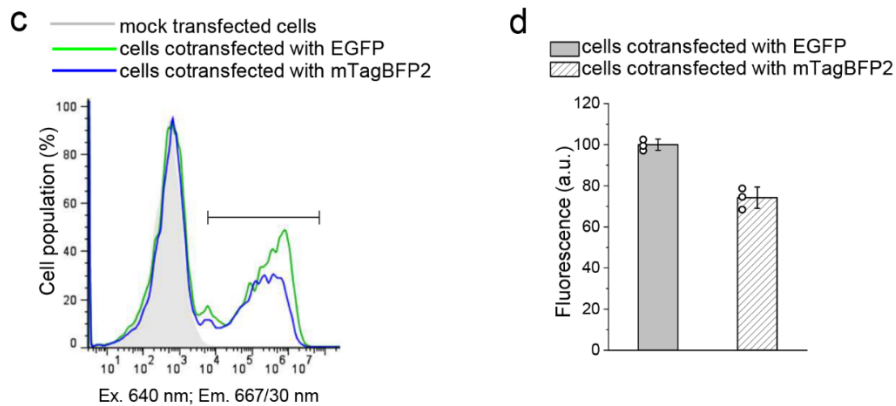 c
mock transfected cells
cells cotransfected with EGFP
cells cotransfected with mTagBFP2
Cell population (%)
100
80
60
40
20
0
10^1 10^2 10^3 10^4 10^5 10^6 10^7
Ex. 640 nm; Em. 667/30 nm
d
cells cotransfected with EGFP
cells cotransfected with mTagBFP2
Fluorescence (a.u.)
120
100
80
60
40
20
0